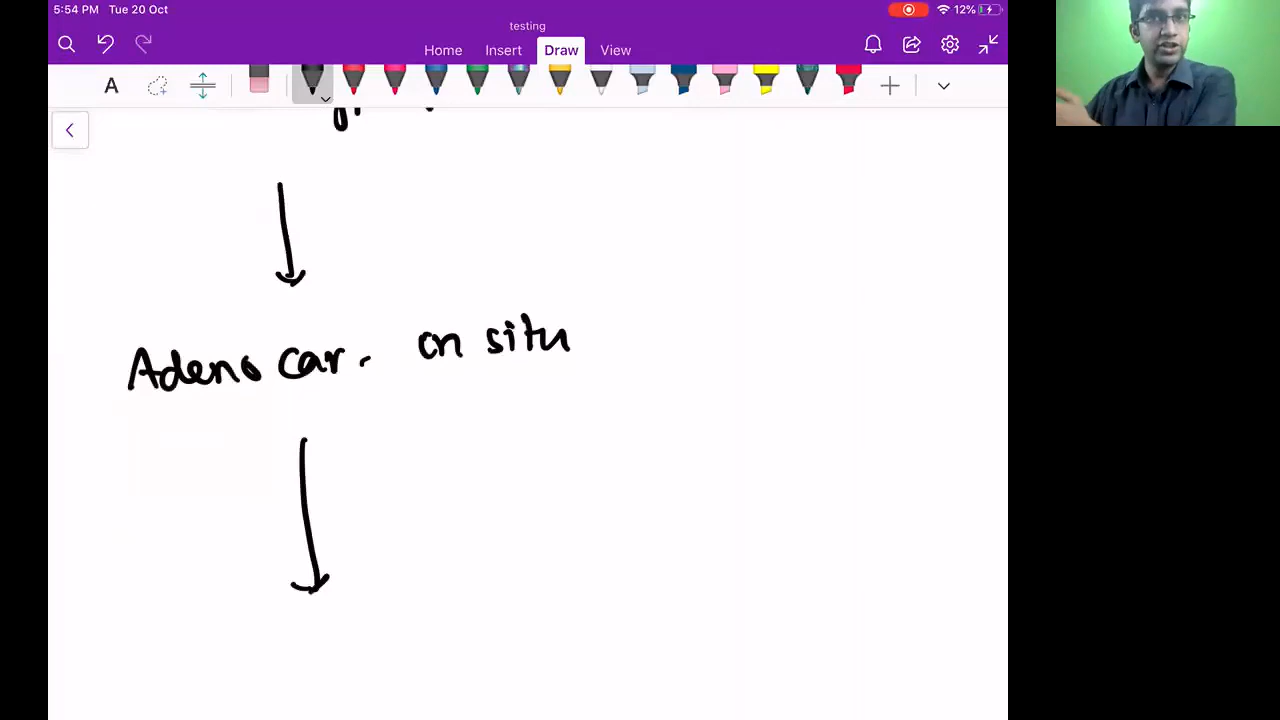 5:54 PM Tue 20 Oct
12%
testing
Home Insert Draw View
A
Adeno car. in situ